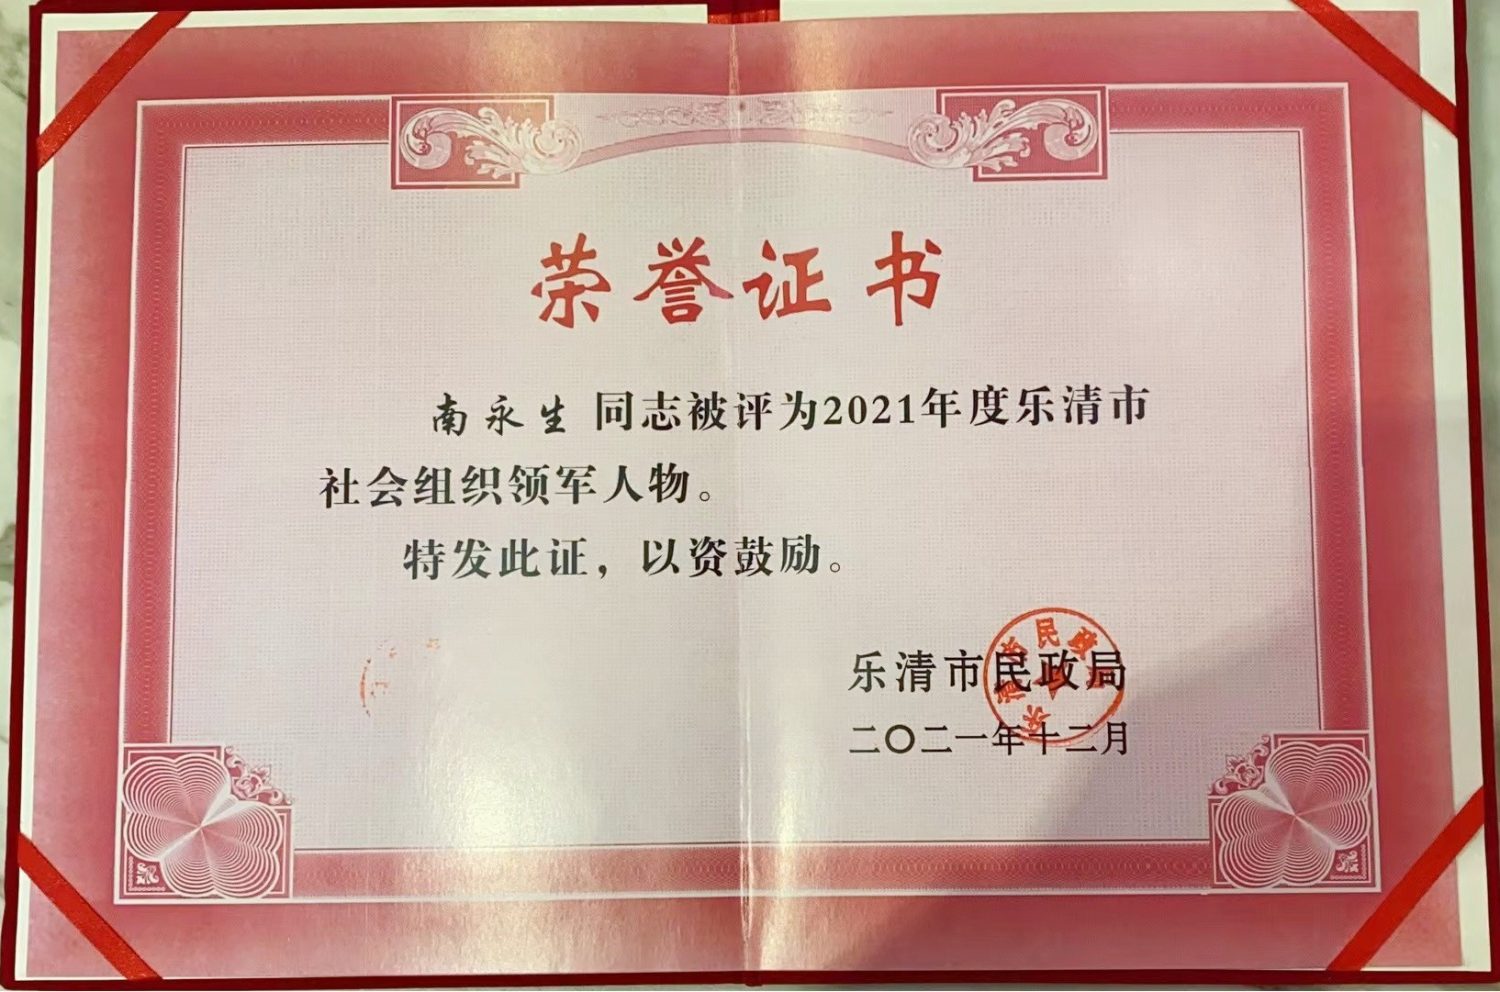 荣誉证书
南永生 同志被评为2021年度乐清市
社会组织领军人物。
特发此证，以资鼓励。
乐清市民政局
二〇二一年十二月